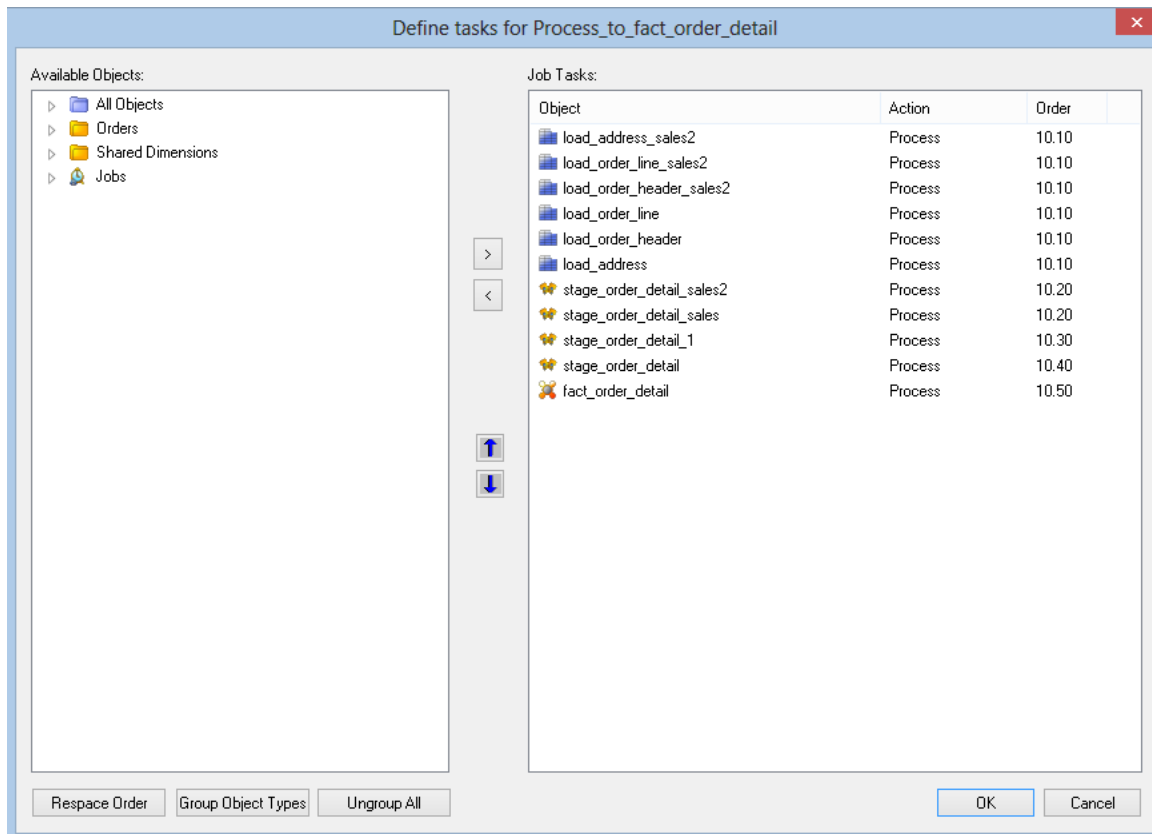 Define tasks for Process_to_fact_order_detail
Available Objects:
All Objects
Orders
Shared Dimensions
Jobs
>
<
Job Tasks:
Object Action Order
load_address_sales2 Process 10.10
load_order_line_sales2 Process 10.10
load_order_header_sales2 Process 10.10
load_order_line Process 10.10
load_order_header Process 10.10
load_address Process 10.10
stage_order_detail_sales2 Process 10.20
stage_order_detail_sales Process 10.20
stage_order_detail_1 Process 10.30
stage_order_detail Process 10.40
fact_order_detail Process 10.50
Respace Order Group Object Types Ungroup All OK Cancel